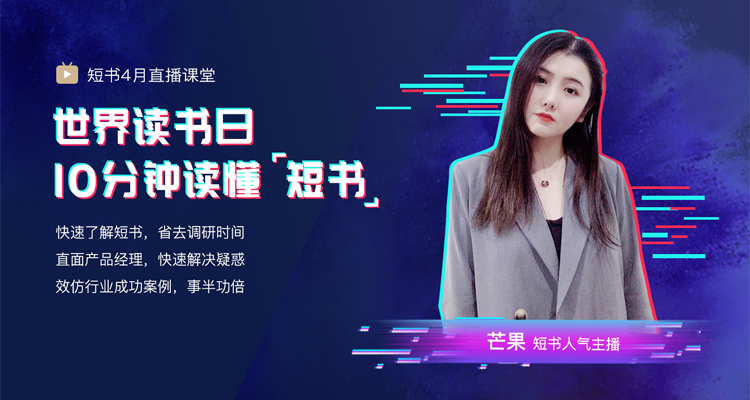 短书4月直播课堂
世界读书日
10分钟读懂「短书」
快速了解短书，省去调研时间
直面产品经理，快速解决疑惑
效仿行业成功案例，事半功倍
芒果 短书人气主播